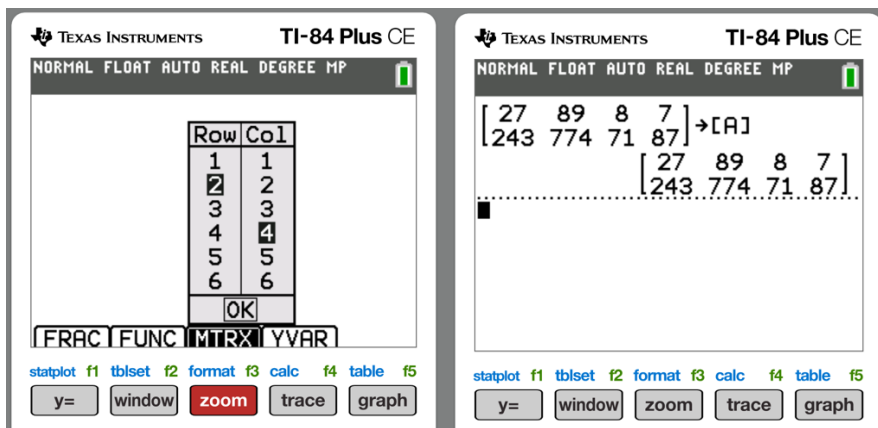 TEXAS INSTRUMENTS TI-84 Plus CE
NORMAL FLOAT AUTO REAL DEGREE MP
Row Col
1 1
2 2
3 3
4 4
5 5
6 6
OK
FRAC FUNC MTRX YVAR
statplot f1 tblset f2 format f3 calc f4 table f5
y= window zoom trace graph
TEXAS INSTRUMENTS TI-84 Plus CE
NORMAL FLOAT AUTO REAL DEGREE MP
[27 89 8 7
243 774 71 87]→[A]
[27 89 8 7
243 774 71 87]
statplot f1 tblset f2 format f3 calc f4 table f5
y= window zoom trace graph